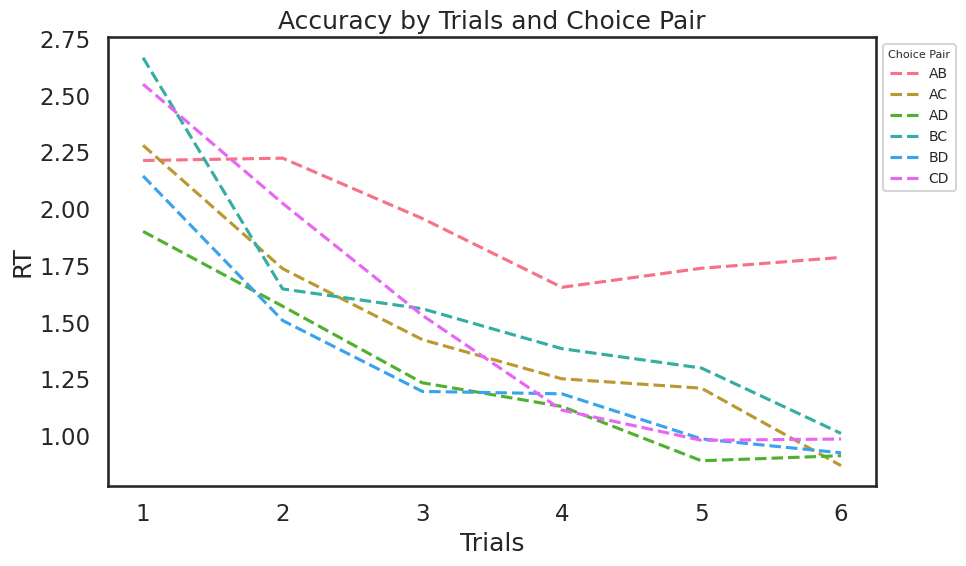 Accuracy by Trials and Choice Pair
2.75
2.50
2.25
2.00
1.75
1.50
1.25
1.00
RT
1 2 3 4 5 6
Trials
Choice Pair
AB
AC
AD
BC
BD
CD